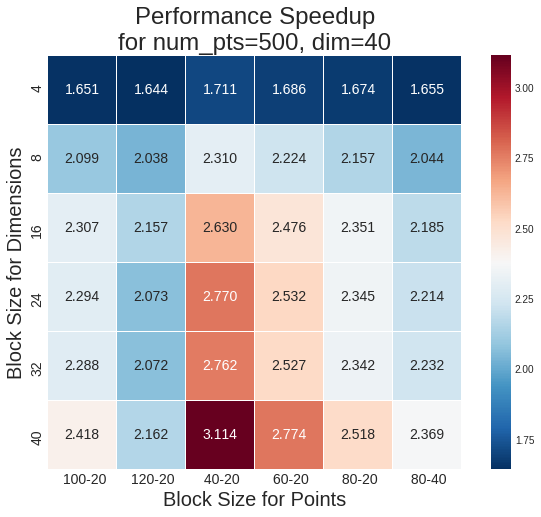 Performance Speedup
for num_pts=500, dim=40
Block Size for Dimensions
4 1.651 1.644 1.711 1.686 1.674 1.655
8 2.099 2.038 2.310 2.224 2.157 2.044
16 2.307 2.157 2.630 2.476 2.351 2.185
24 2.294 2.073 2.770 2.532 2.345 2.214
32 2.288 2.072 2.762 2.527 2.342 2.232
40 2.418 2.162 3.114 2.774 2.518 2.369
100-20 120-20 40-20 60-20 80-20 80-40
Block Size for Points
3.00
2.75
2.50
2.25
2.00
1.75